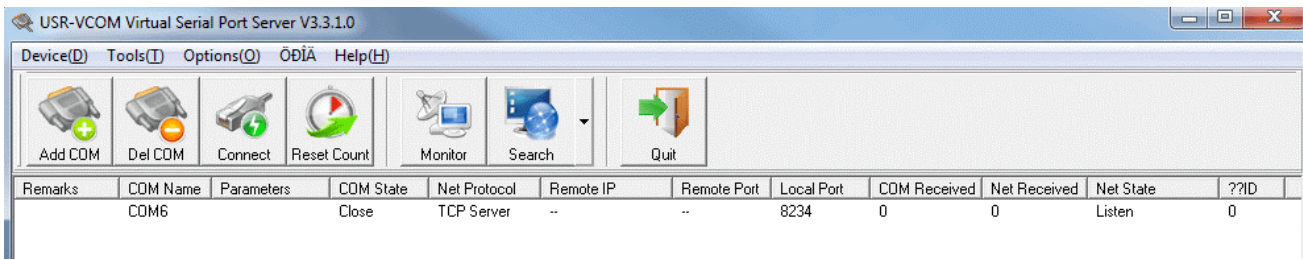 USR-VCOM Virtual Serial Port Server V3.3.1.0
Device(D) Tools(T) Options(O) ÖÐÎÄ Help(H)
Add COM Del COM Connect Reset Count Monitor Search Quit
Remarks COM Name Parameters COM State Net Protocol Remote IP Remote Port Local Port COM Received Net Received Net State ??ID
COM6 Close TCP Server -- -- 8234 0 0 Listen 0